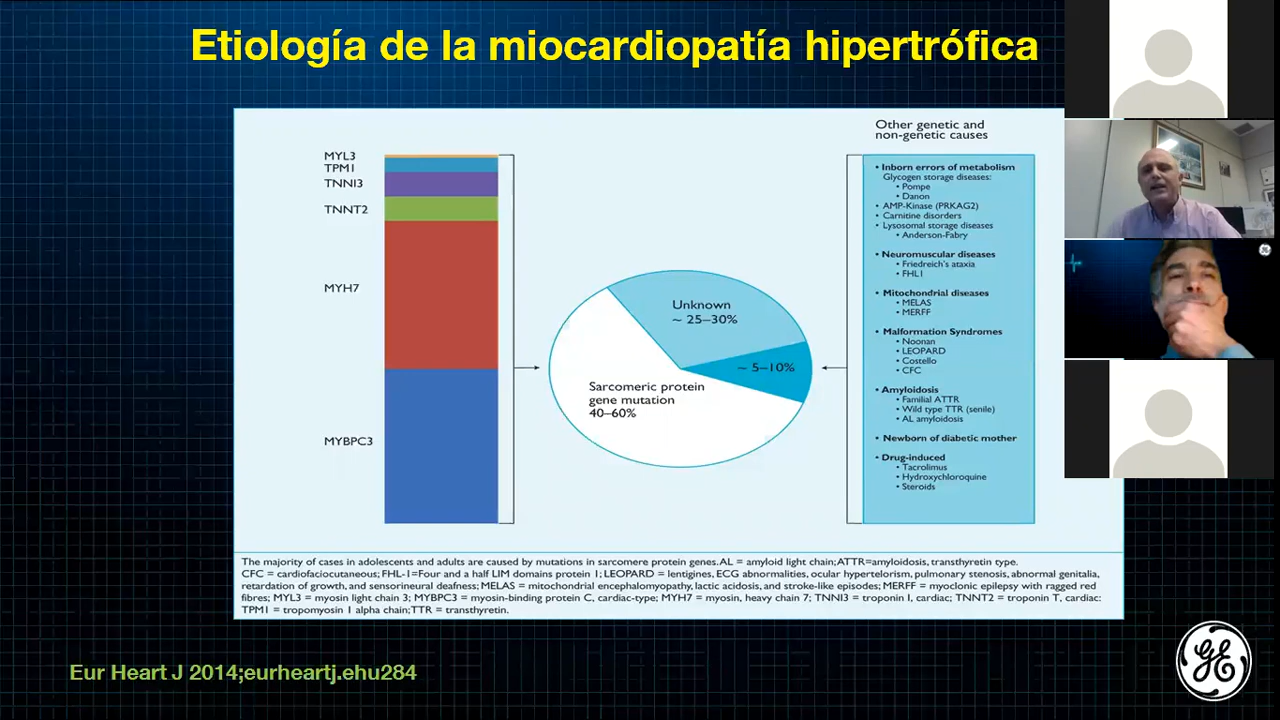 Etiología de la miocardiopatía hipertrófica
MYL3
TPM1
TNNI3
TNNT2
MYH7
MYBPC3
Unknown
~ 25–30%
~ 5–10%
Sarcomeric protein
gene mutation
40–60%
Other genetic and
non-genetic causes
• Inborn errors of metabolism
Glycogen storage diseases:
• Pompe
• Danon
• AMP-Kinase (PRKAG2)
• Carnitine disorders
• Lysosomal storage diseases
• Anderson-Fabry
• Neuromuscular diseases
• Friedreich's ataxia
• FHL1
• Mitochondrial diseases
• MELAS
• MERFF
• Malformation Syndromes
• Noonan
• LEOPARD
• Costello
• CFC
• Amyloidosis
• Familial ATTR
• Wild type TTR (senile)
• AL amyloidosis
• Newborn of diabetic mother
• Drug-induced
• Tacrolimus
• Hydroxychloroquine
• Steroids
The majority of cases in adolescents and adults are caused by mutations in sarcomere protein genes. AL = amyloid light chain; ATTR=amyloidosis, transthyretin type.
CFC = cardiofaciocutaneous; FHL-1=Four and a half LIM domains protein 1; LEOPARD = lentigines, ECG abnormalities, ocular hypertelorism, pulmonary stenosis, abnormal genitalia,
retardation of growth, and sensorineural deafness; MELAS = mitochondrial encephalomyopathy, lactic acidosis, and stroke-like episodes; MERFF = myoclonic epilepsy with ragged red
fibres; MYL3 = myosin light chain 3; MYBPC3 = myosin-binding protein C, cardiac-type; MYH7 = myosin, heavy chain 7; TNNI3 = troponin I, cardiac; TNNT2 = troponin T, cardiac;
TPM1 = tropomyosin 1 alpha chain; TTR = transthyretin.
Eur Heart J 2014;eurheartj.ehu284
GE